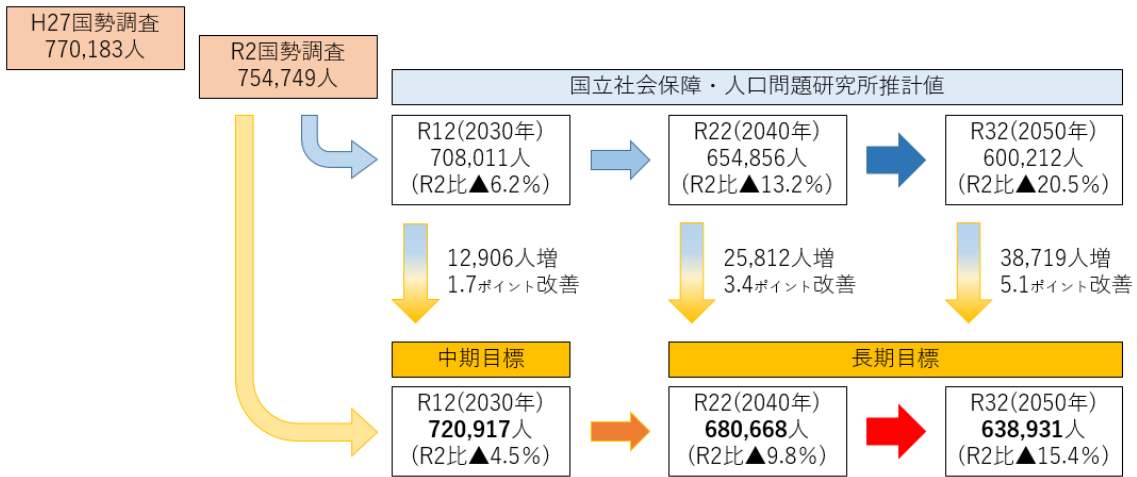 H27国勢調査
770,183人
R2国勢調査
754,749人
国立社会保障・人口問題研究所推計値
R12(2030年)
708,011人
(R2比▲6.2%)
R22(2040年)
654,856人
(R2比▲13.2%)
R32(2050年)
600,212人
(R2比▲20.5%)
12,906人増
1.7ポイント改善
25,812人増
3.4ポイント改善
38,719人増
5.1ポイント改善
中期目標
長期目標
R12(2030年)
720,917人
(R2比▲4.5%)
R22(2040年)
680,668人
(R2比▲9.8%)
R32(2050年)
638,931人
(R2比▲15.4%)